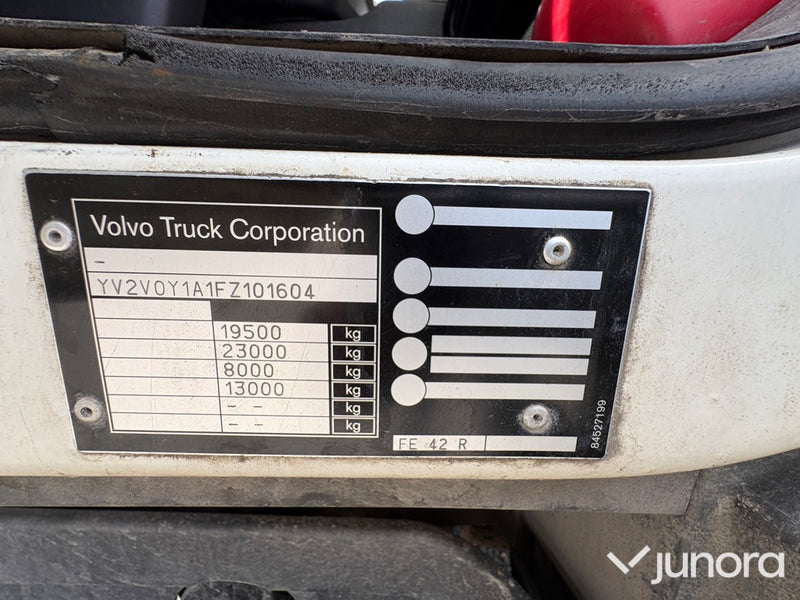 Volvo Truck Corporation
-
YV2V0Y1A1FZ101604
19500 kg
23000 kg
8000 kg
13000 kg
- - kg
- - kg
FE 42 R
84527199
junora